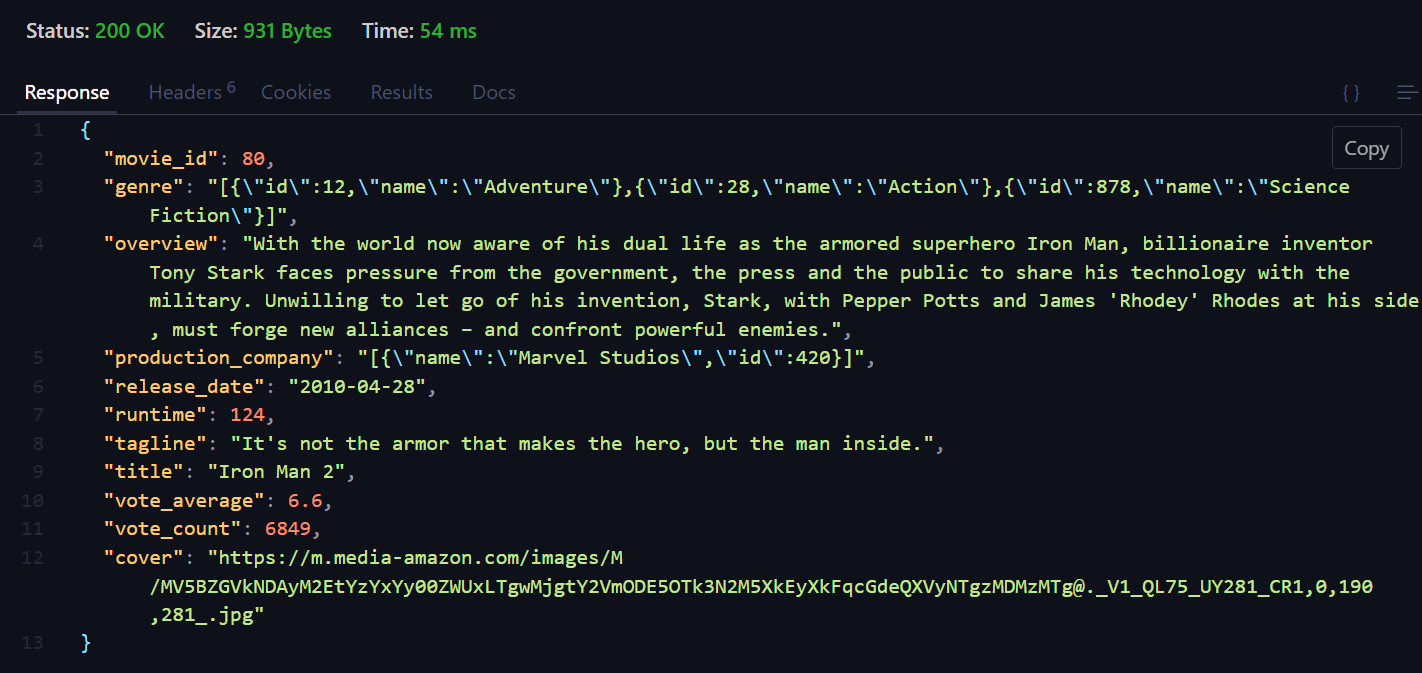 Status: 200 OK Size: 931 Bytes Time: 54 ms
Response Headers 6 Cookies Results Docs { }
Copy
1 {
2 "movie_id": 80,
3 "genre": "[{\"id\":12,\"name\":\"Adventure\"},{\"id\":28,\"name\":\"Action\"},{\"id\":878,\"name\":\"Science
Fiction\"}]",
4 "overview": "With the world now aware of his dual life as the armored superhero Iron Man, billionaire inventor
Tony Stark faces pressure from the government, the press and the public to share his technology with the
military. Unwilling to let go of his invention, Stark, with Pepper Potts and James 'Rhodey' Rhodes at his side
, must forge new alliances – and confront powerful enemies.",
5 "production_company": "[{\"name\":\"Marvel Studios\",\"id\":420}]",
6 "release_date": "2010-04-28",
7 "runtime": 124,
8 "tagline": "It's not the armor that makes the hero, but the man inside.",
9 "title": "Iron Man 2",
10 "vote_average": 6.6,
11 "vote_count": 6849,
12 "cover": "https://m.media-amazon.com/images/M
/MV5BZGVkNDAyM2EtYzYxYy00ZWUxLTgwMjgtY2VmODE5OTk3N2M5XkEyXkFqcGdeQXVyNTgzMDMzMTg@._V1_QL75_UY281_CR1,0,190
,281_.jpg"
13 }